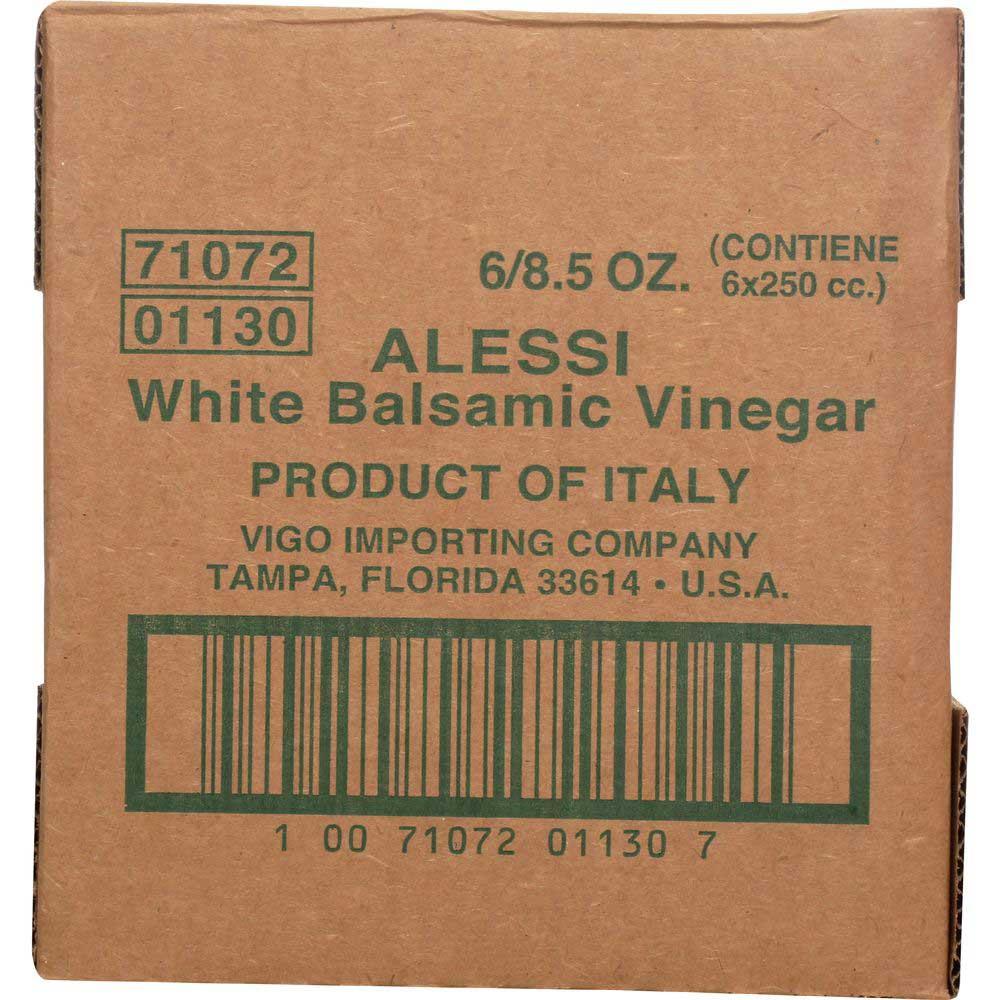 71072
01130
6/8.5 OZ.
(CONTIENE
6x250 cc.)
ALESSI
White Balsamic Vinegar
PRODUCT OF ITALY
VIGO IMPORTING COMPANY
TAMPA, FLORIDA 33614 • U.S.A.
1 00 71072 01130 7